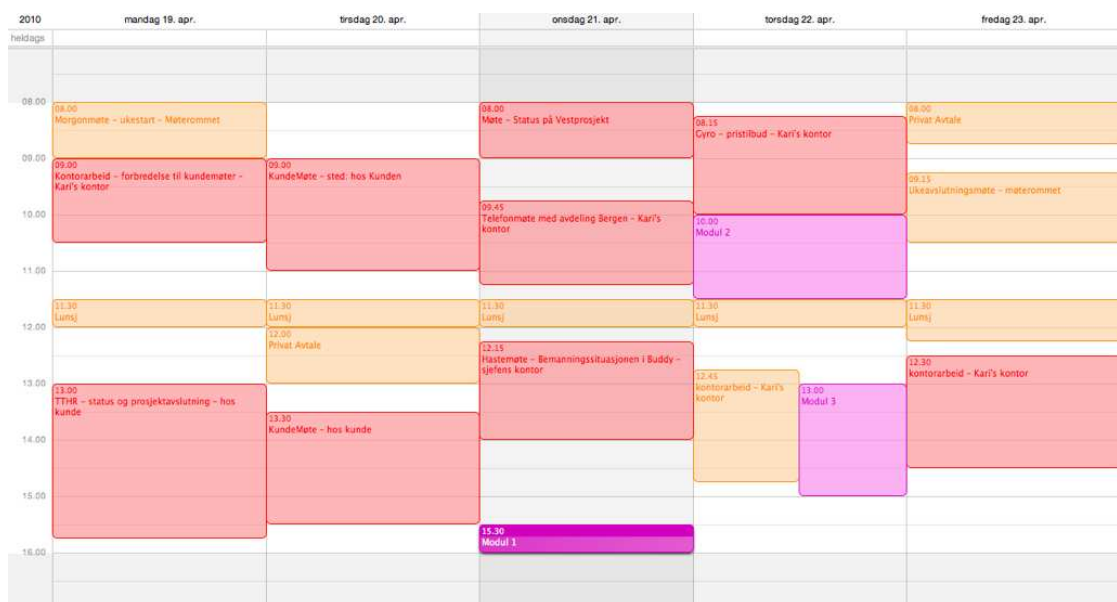 2010
mandag 19. apr.
tirsdag 20. apr.
onsdag 21. apr.
torsdag 22. apr.
fredag 23. apr.
heldags
08.00
09.00
10.00
11.00
12.00
13.00
14.00
15.00
16.00
08.00
Morgonmøte – ukestart – Møterommet
09.00
Kontorarbeid – forbredelse til kundemøter –
Kari's kontor
11.30
Lunsj
13.00
TTHR – status og prosjektavslutning – hos
kunde
09.00
KundeMøte – sted: hos Kunden
11.30
Lunsj
12.00
Privat Avtale
13.30
KundeMøte – hos kunde
08.00
Møte – Status på Vestprosjekt
09.45
Telefonmøte med avdeling Bergen – Kari's
kontor
11.30
Lunsj
12.15
Hastemøte – Bemanningssituasjonen i Buddy –
sjefens kontor
15.30
Modul 1
08.15
Gyro – pristilbud – Kari's kontor
10.00
Modul 2
11.30
Lunsj
12.45
kontorarbeid – Kari's
kontor
13.00
Modul 3
08.00
Privat Avtale
09.15
Ukeavslutningsmøte – møterommet
11.30
Lunsj
12.30
kontorarbeid – Kari's kontor